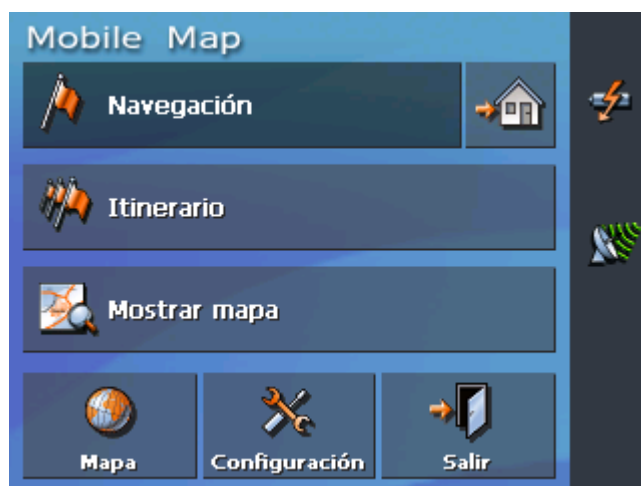 Mobile Map
Navegación
Itinerario
Mostrar mapa
Mapa
Configuración
Salir